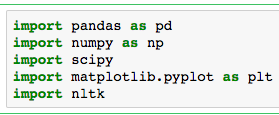 import pandas as pd
import numpy as np
import scipy
import matplotlib.pyplot as plt
import nltk